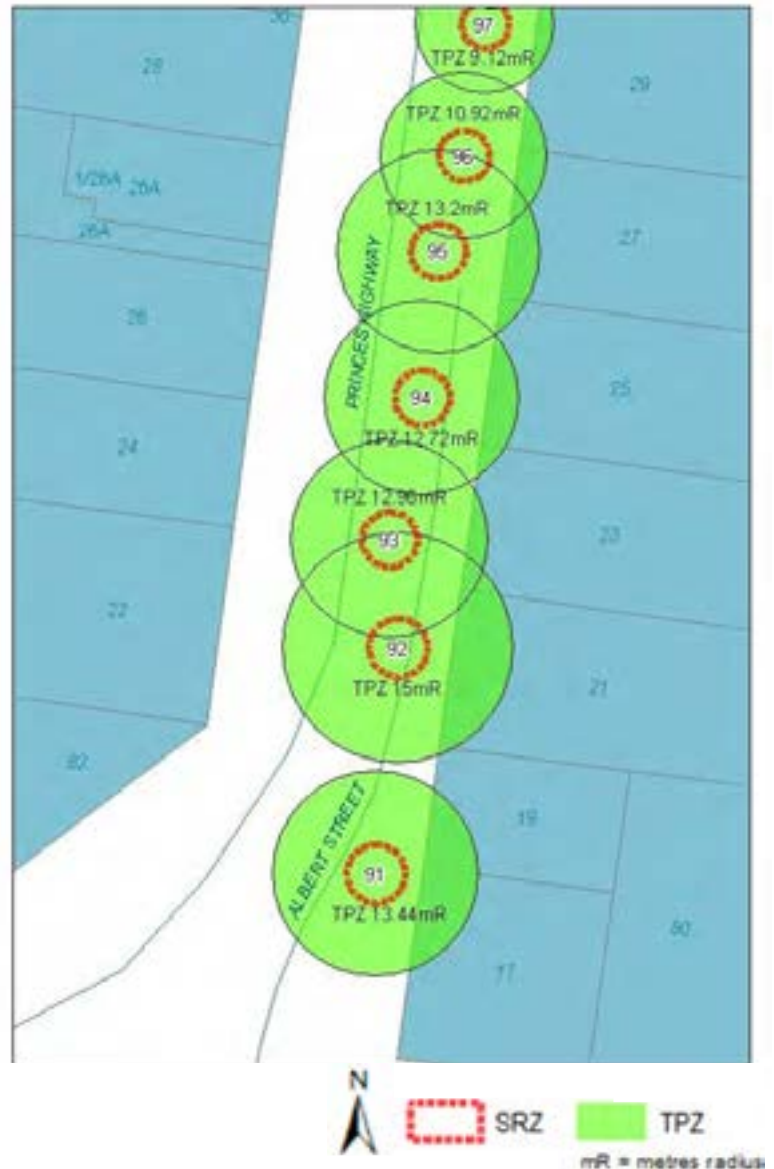 97
TPZ 9.12mR
28
29
TPZ 10.92mR
96
1/26A 26A
TPZ 13.2mR
26A
27
95
PRINCES HIGHWAY
26
25
94
TPZ 12.72mR
24
TPZ 12.96mR
93
23
22
92
21
TPZ 15mR
82
ALBERT STREET
19
91
TPZ 13.44mR
80
17
N
SRZ
TPZ
mR = metres radius